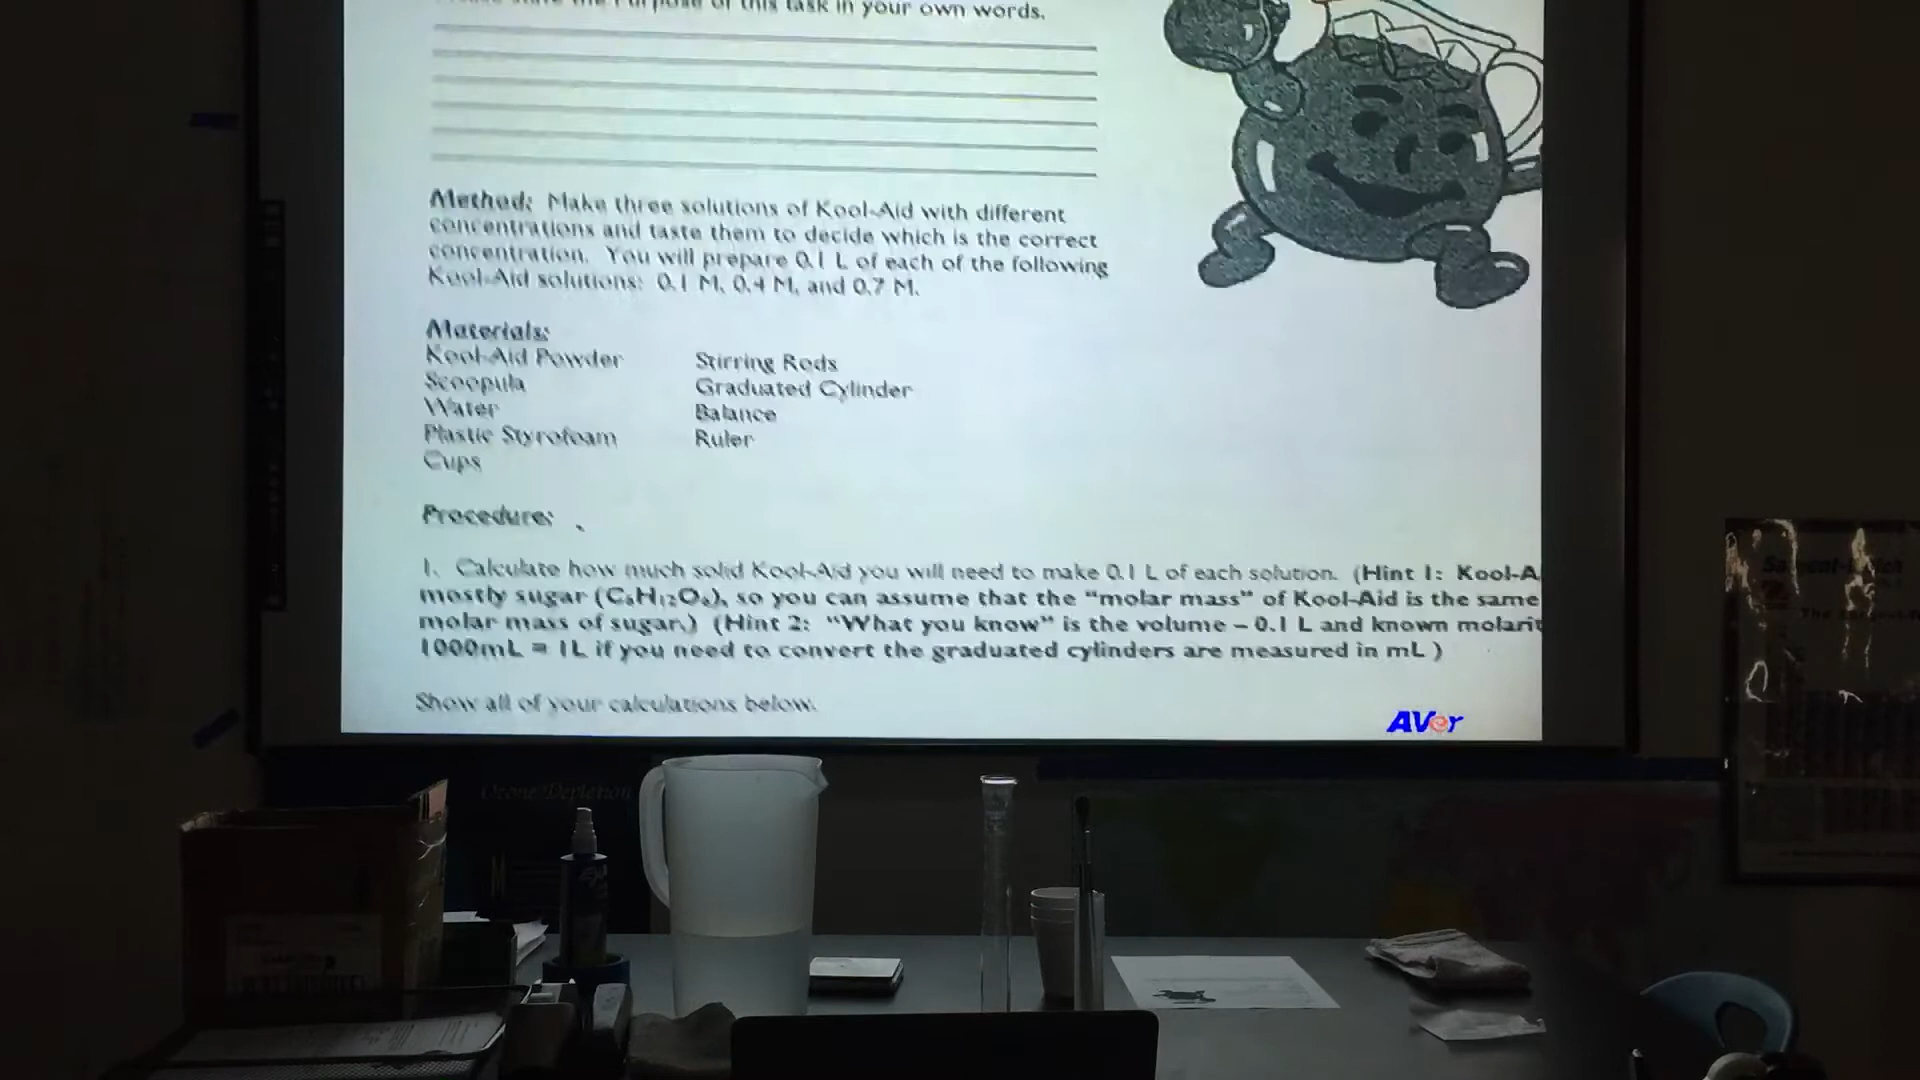 the Purpose of this task in your own words.
Method: Make three solutions of Kool-Aid with different
concentrations and taste them to decide which is the correct
concentration. You will prepare 0.1 L of each of the following
Kool-Aid solutions: 0.1 M, 0.4 M, and 0.7 M.
Materials:
Kool-Aid Powder
Scoopula
Water
Plastic Styrofoam
Cups
Stirring Rods
Graduated Cylinder
Balance
Ruler
Procedure:
1. Calculate how much solid Kool-Aid you will need to make 0.1 L of each solution. (Hint 1: Kool-A
mostly sugar (C₆H₁₂O₆), so you can assume that the "molar mass" of Kool-Aid is the same
molar mass of sugar.) (Hint 2: "What you know" is the volume – 0.1 L and known molarit
1000mL = 1L if you need to convert the graduated cylinders are measured in mL )
Show all of your calculations below.
AVer
Ozone Depletion